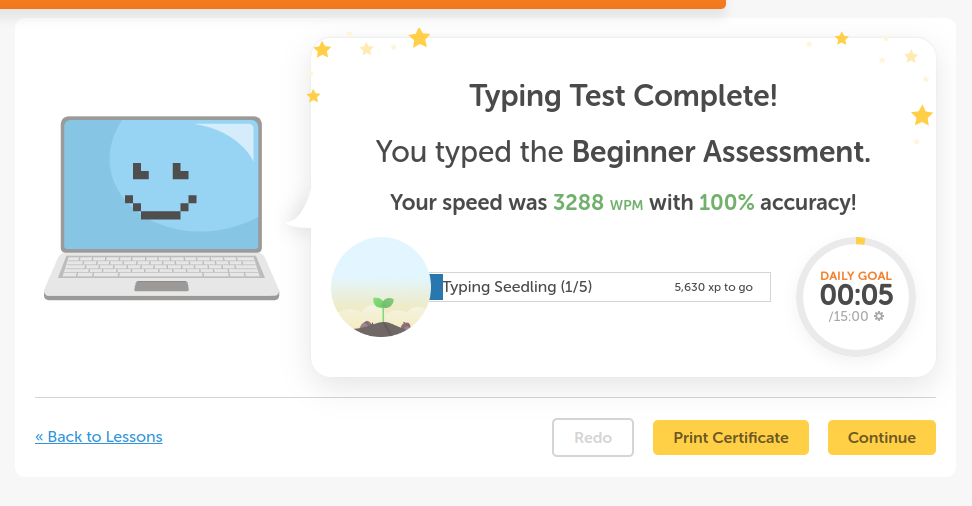 Typing Test Complete!
You typed the Beginner Assessment.
Your speed was 3288 WPM with 100% accuracy!
Typing Seedling (1/5)
5,630 xp to go
DAILY GOAL
00:05
/15:00
« Back to Lessons
Redo
Print Certificate
Continue